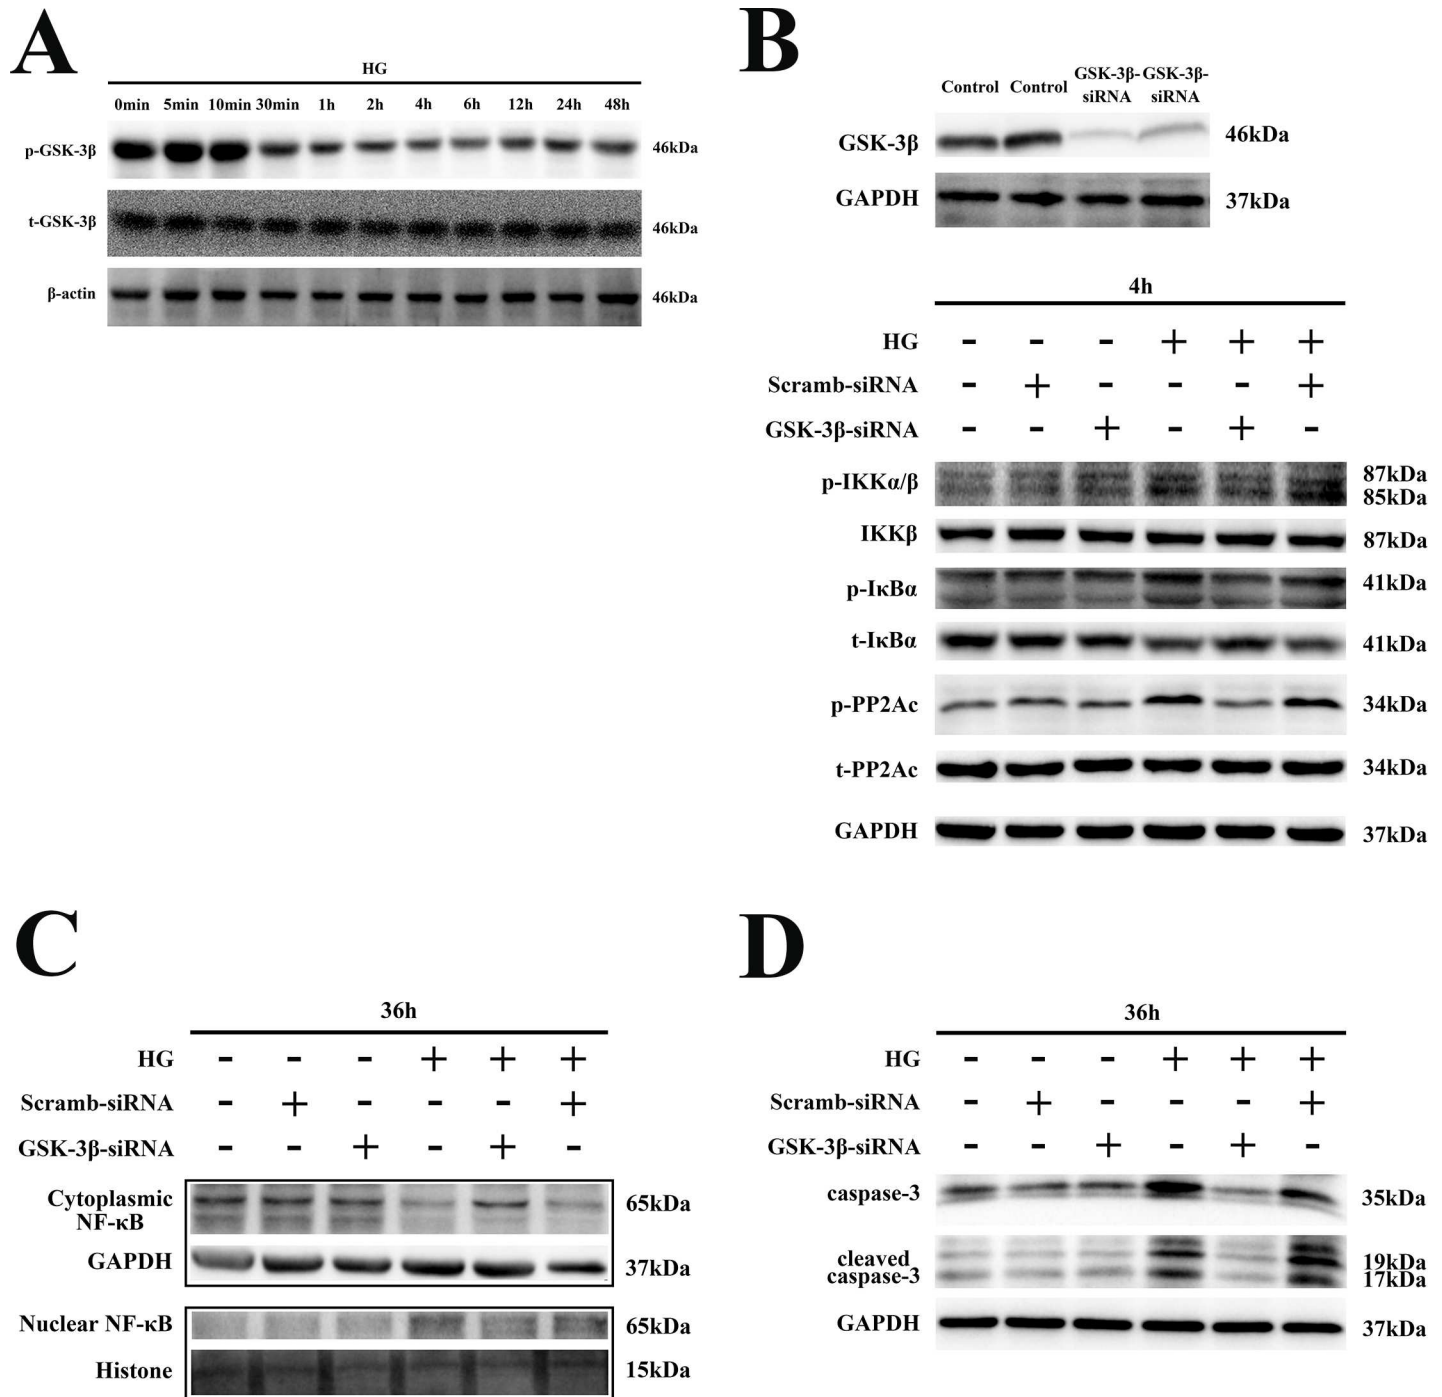 A
HG
0min 5min 10min 30min 1h 2h 4h 6h 12h 24h 48h
p-GSK-3β 46kDa
t-GSK-3β 46kDa
β-actin 46kDa
B
Control Control GSK-3β- GSK-3β-
siRNA siRNA
GSK-3β 46kDa
GAPDH 37kDa
4h
HG - - - + + +
Scramb-siRNA - + - - - +
GSK-3β-siRNA - - + - + -
p-IKKα/β 87kDa
85kDa
IKKβ 87kDa
p-IκBα 41kDa
t-IκBα 41kDa
p-PP2Ac 34kDa
t-PP2Ac 34kDa
GAPDH 37kDa
C
36h
HG - - - + + +
Scramb-siRNA - + - - - +
GSK-3β-siRNA - - + - + -
Cytoplasmic 65kDa
NF-κB
GAPDH 37kDa
Nuclear NF-κB 65kDa
Histone 15kDa
D
36h
HG - - - + + +
Scramb-siRNA - + - - - +
GSK-3β-siRNA - - + - + -
caspase-3 35kDa
cleaved 19kDa
caspase-3 17kDa
GAPDH 37kDa